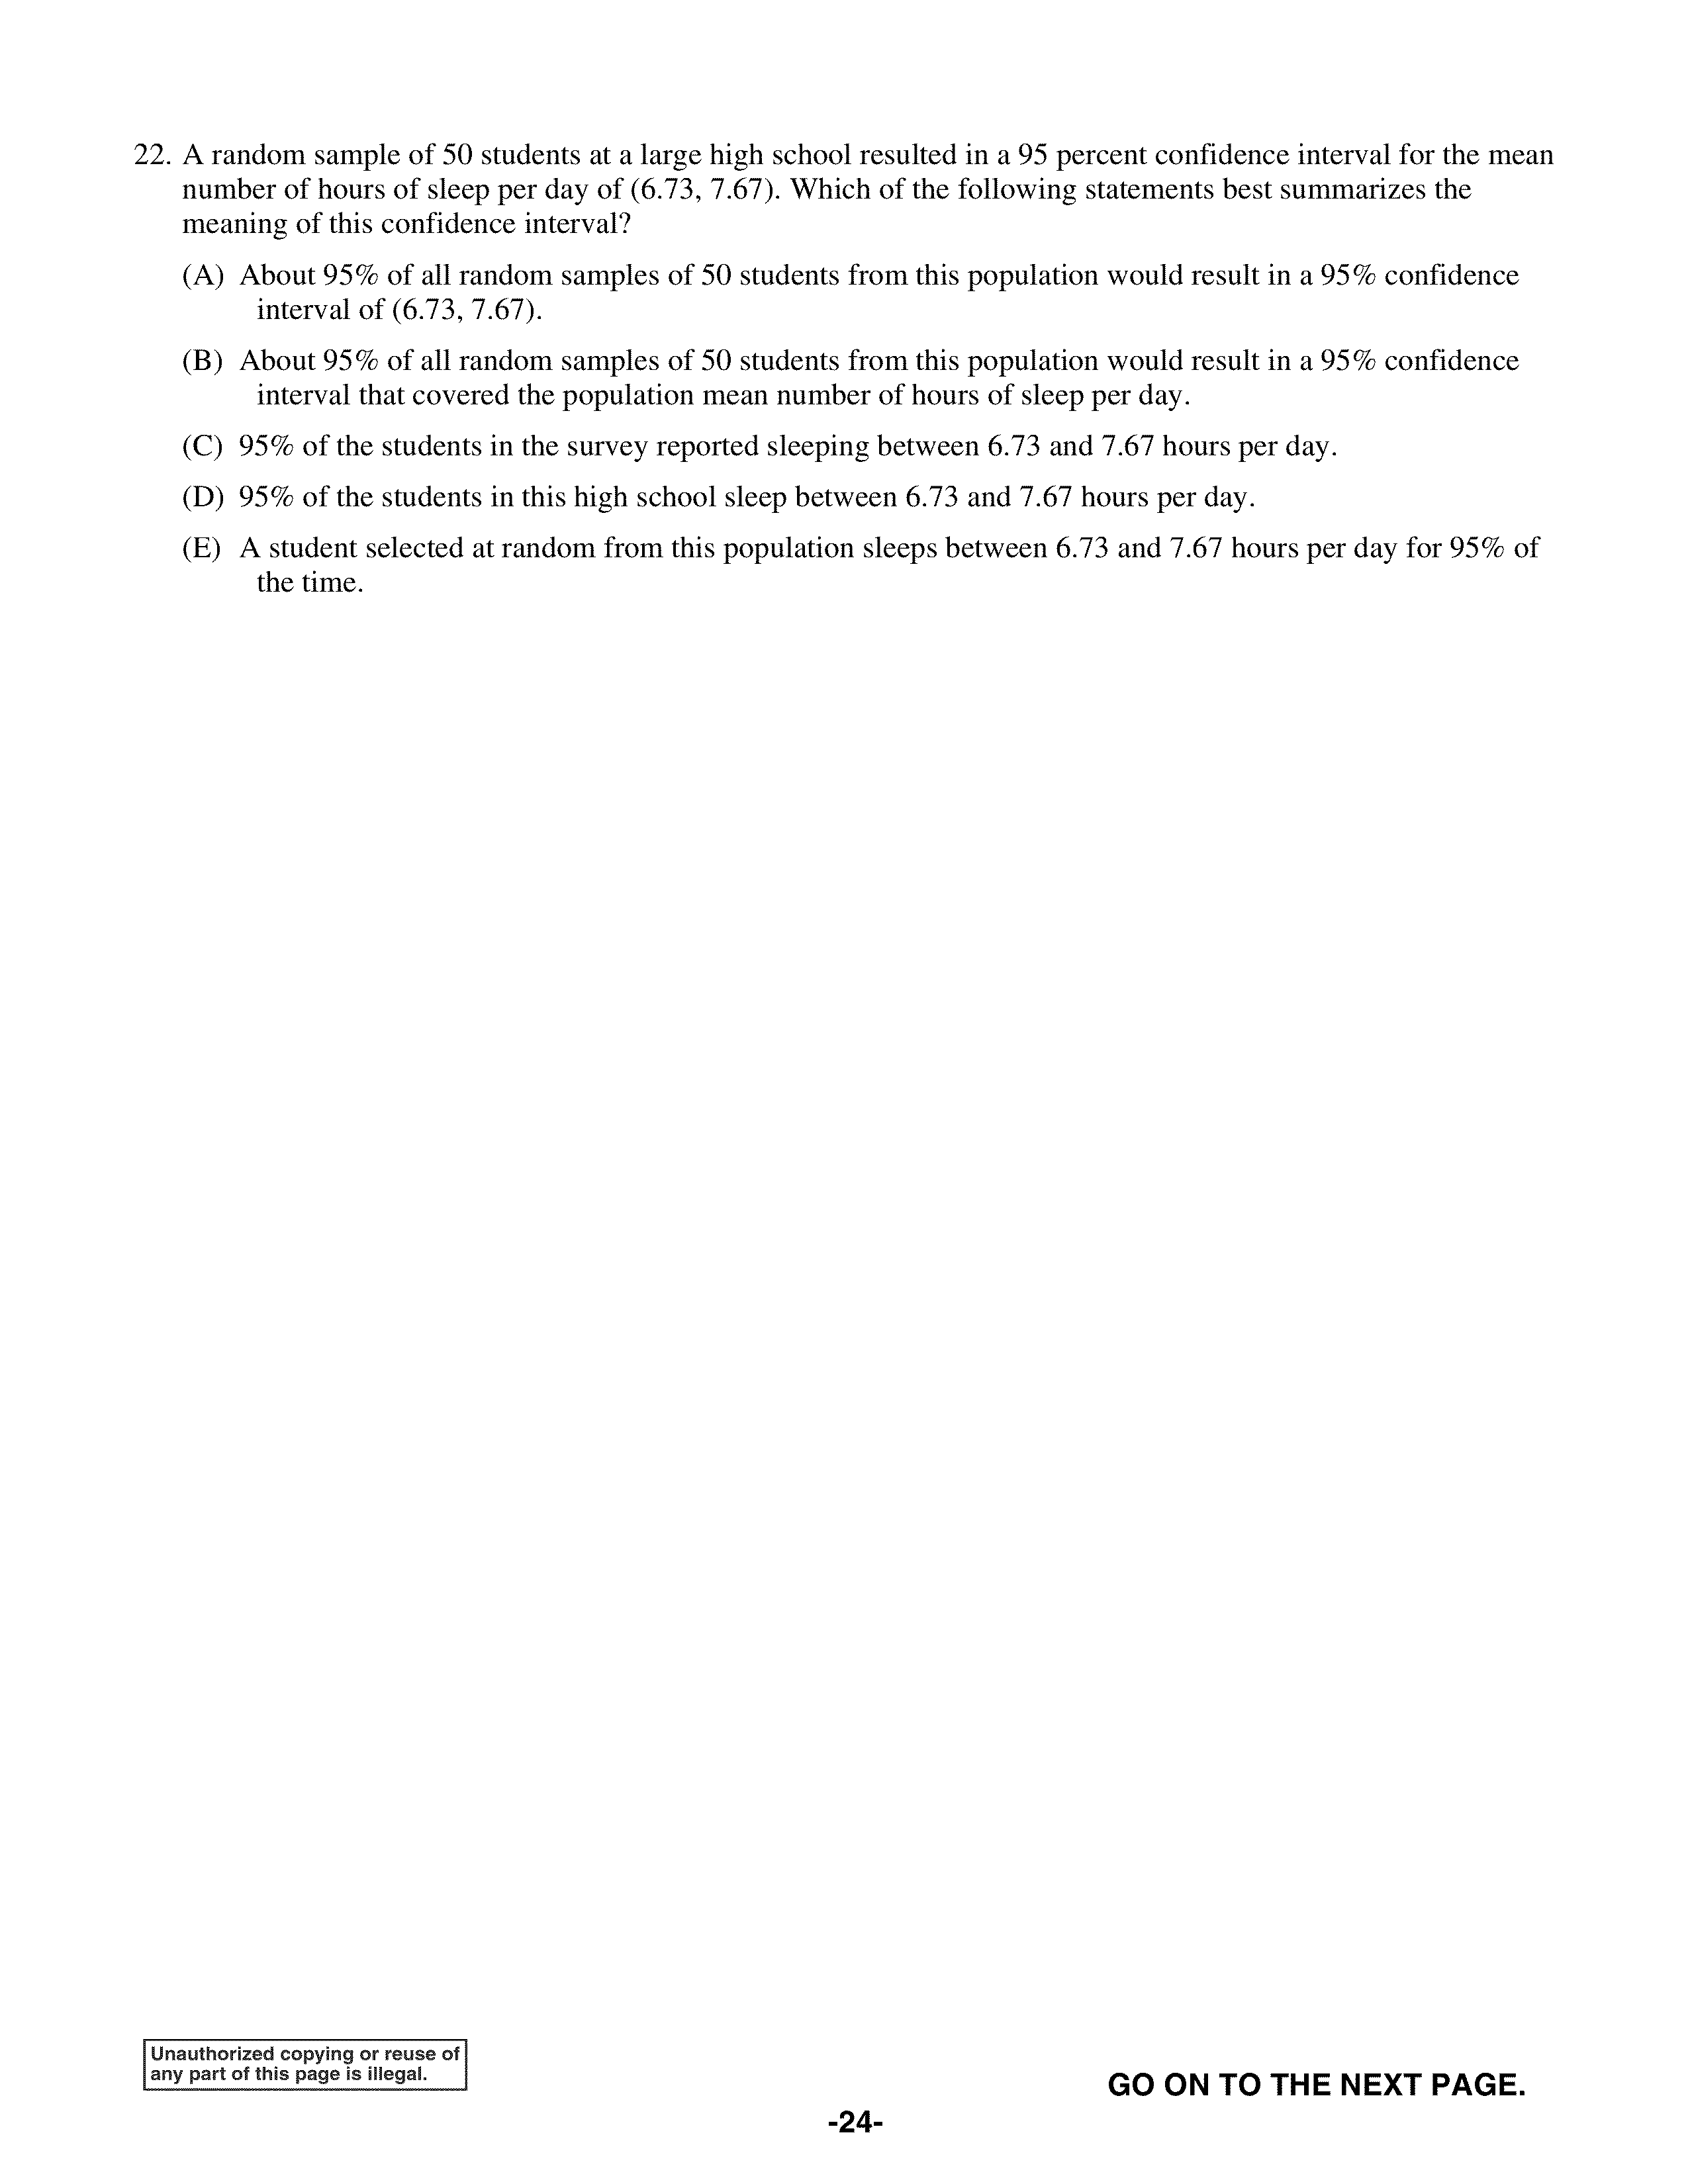 22. A random sample of 50 students at a large high school resulted in a 95 percent confidence interval for the mean
number of hours of sleep per day of (6.73, 7.67). Which of the following statements best summarizes the
meaning of this confidence interval?
(A) About 95% of all random samples of 50 students from this population would result in a 95% confidence
interval of (6.73, 7.67).
(B) About 95% of all random samples of 50 students from this population would result in a 95% confidence
interval that covered the population mean number of hours of sleep per day.
(C) 95% of the students in the survey reported sleeping between 6.73 and 7.67 hours per day.
(D) 95% of the students in this high school sleep between 6.73 and 7.67 hours per day.
(E) A student selected at random from this population sleeps between 6.73 and 7.67 hours per day for 95% of
the time.
Unauthorized copying or reuse of
any part of this page is illegal.
GO ON TO THE NEXT PAGE.
-24-